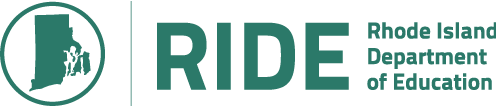 RIDE
Rhode Island
Department
of Education